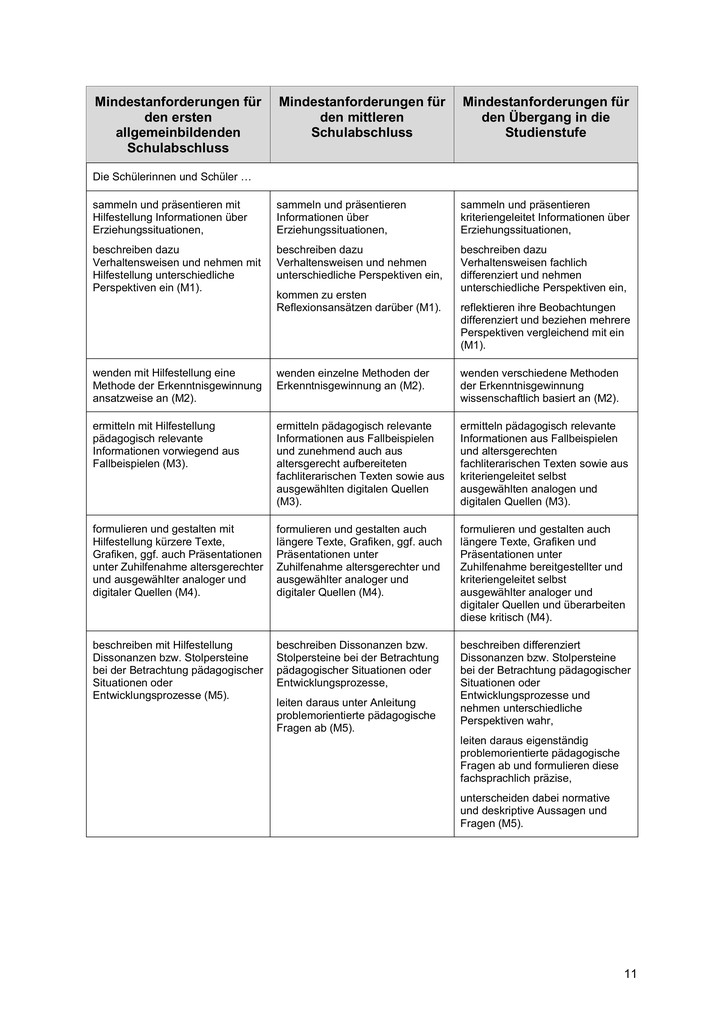 Mindestanforderungen für
den ersten
allgemeinbildenden
Schulabschluss
Mindestanforderungen für
den mittleren
Schulabschluss
Mindestanforderungen für
den Übergang in die
Studienstufe
Die Schülerinnen und Schüler …
sammeln und präsentieren mit
Hilfestellung Informationen über
Erziehungssituationen,
beschreiben dazu
Verhaltensweisen und nehmen mit
Hilfestellung unterschiedliche
Perspektiven ein (M1).
sammeln und präsentieren
Informationen über
Erziehungssituationen,
beschreiben dazu
Verhaltensweisen und nehmen
unterschiedliche Perspektiven ein,
kommen zu ersten
Reflexionsansätzen darüber (M1).
sammeln und präsentieren
kriteriengeleitet Informationen über
Erziehungssituationen,
beschreiben dazu
Verhaltensweisen fachlich
differenziert und nehmen
unterschiedliche Perspektiven ein,
reflektieren ihre Beobachtungen
differenziert und beziehen mehrere
Perspektiven vergleichend mit ein
(M1).
wenden mit Hilfestellung eine
Methode der Erkenntnisgewinnung
ansatzweise an (M2).
wenden einzelne Methoden der
Erkenntnisgewinnung an (M2).
wenden verschiedene Methoden
der Erkenntnisgewinnung
wissenschaftlich basiert an (M2).
ermitteln mit Hilfestellung
pädagogisch relevante
Informationen vorwiegend aus
Fallbeispielen (M3).
ermitteln pädagogisch relevante
Informationen aus Fallbeispielen
und zunehmend auch aus
altersgerecht aufbereiteten
fachliterarischen Texten sowie aus
ausgewählten digitalen Quellen
(M3).
ermitteln pädagogisch relevante
Informationen aus Fallbeispielen
und altersgerechten
fachliterarischen Texten sowie aus
kriteriengeleitet selbst
ausgewählten analogen und
digitalen Quellen (M3).
formulieren und gestalten mit
Hilfestellung kürzere Texte,
Grafiken, ggf. auch Präsentationen
unter Zuhilfenahme altersgerechter
und ausgewählter analoger und
digitaler Quellen (M4).
formulieren und gestalten auch
längere Texte, Grafiken, ggf. auch
Präsentationen unter
Zuhilfenahme altersgerechter und
ausgewählter analoger und
digitaler Quellen (M4).
formulieren und gestalten auch
längere Texte, Grafiken und
Präsentationen unter
Zuhilfenahme bereitgestellter und
kriteriengeleitet selbst
ausgewählter analoger und
digitaler Quellen und überarbeiten
diese kritisch (M4).
beschreiben mit Hilfestellung
Dissonanzen bzw. Stolpersteine
bei der Betrachtung pädagogischer
Situationen oder
Entwicklungsprozesse (M5).
beschreiben Dissonanzen bzw.
Stolpersteine bei der Betrachtung
pädagogischer Situationen oder
Entwicklungsprozesse,
leiten daraus unter Anleitung
problemorientierte pädagogische
Fragen ab (M5).
beschreiben differenziert
Dissonanzen bzw. Stolpersteine
bei der Betrachtung pädagogischer
Situationen oder
Entwicklungsprozesse und
nehmen unterschiedliche
Perspektiven wahr,
leiten daraus eigenständig
problemorientierte pädagogische
Fragen ab und formulieren diese
fachsprachlich präzise,
unterscheiden dabei normative
und deskriptive Aussagen und
Fragen (M5).
11